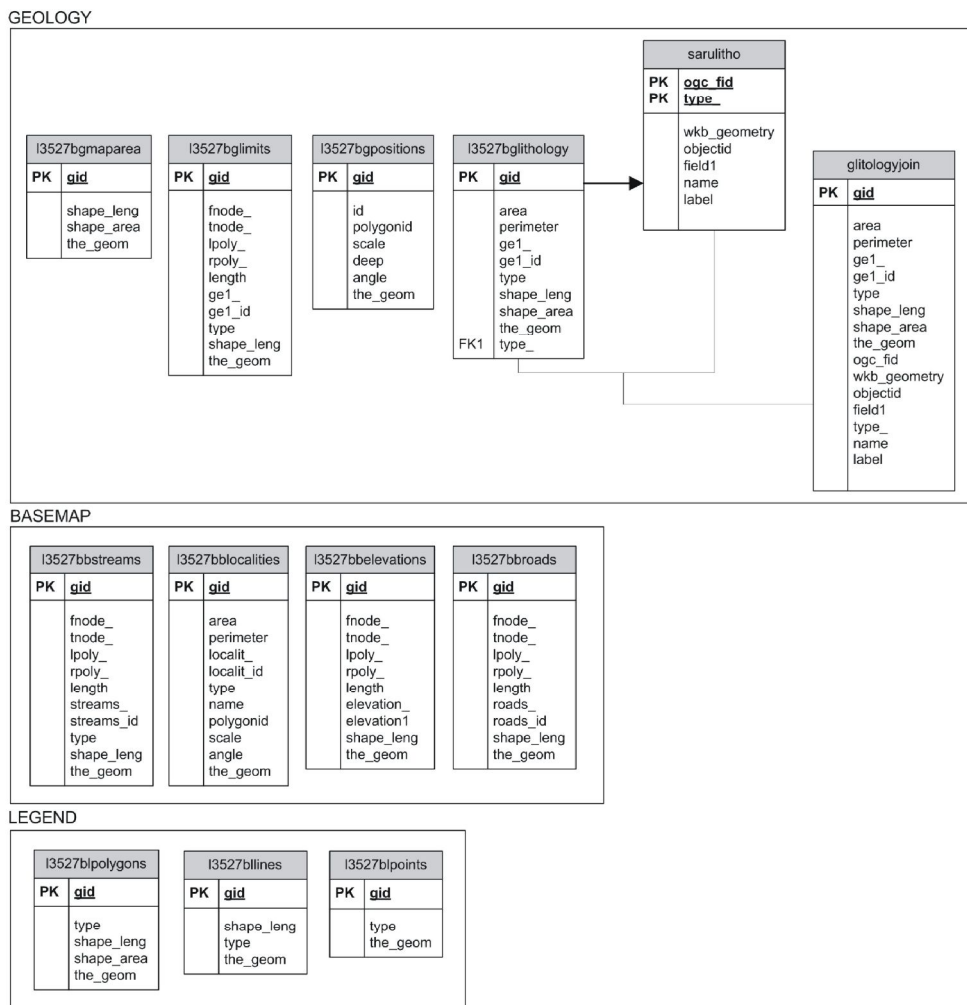 GEOLOGY
sarulitho
PK ogc_fid
PK type_
wkb_geometry
objectid
field1
name
label
l3527bgmaparea
PK gid
shape_leng
shape_area
the_geom
l3527bglimits
PK gid
fnode_
tnode_
lpoly_
rpoly_
length
ge1_
ge1_id
type
shape_leng
the_geom
l3527bgpositions
PK gid
id
polygonid
scale
deep
angle
the_geom
l3527bglithology
PK gid
area
perimeter
ge1_
ge1_id
type
shape_leng
shape_area
the_geom
FK1 type_
glitologyjoin
PK gid
area
perimeter
ge1_
ge1_id
type
shape_leng
shape_area
the_geom
ogc_fid
wkb_geometry
objectid
field1
type_
name
label
BASEMAP
l3527bbstreams
PK gid
fnode_
tnode_
lpoly_
rpoly_
length
streams_
streams_id
type
shape_leng
the_geom
l3527bblocalities
PK gid
area
perimeter
localit_
localit_id
type
name
polygonid
scale
angle
the_geom
l3527bbelevations
PK gid
fnode_
tnode_
lpoly_
rpoly_
length
elevation_
elevation1
shape_leng
the_geom
l3527bbroads
PK gid
fnode_
tnode_
lpoly_
rpoly_
length
roads_
roads_id
shape_leng
the_geom
LEGEND
l3527blpolygons
PK gid
type
shape_leng
shape_area
the_geom
l3527bllines
PK gid
shape_leng
type
the_geom
l3527blpoints
PK gid
type
the_geom